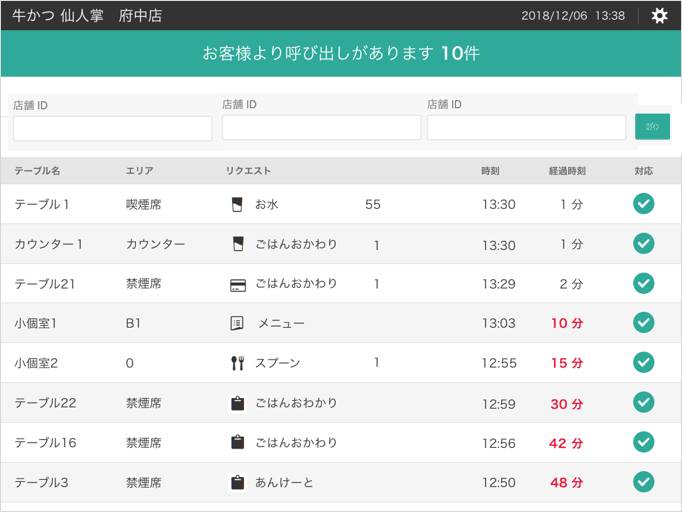 牛かつ 仙人掌 府中店 2018/12/06 13:38
お客様より呼び出しがあります 10件
店舗 ID 店舗 ID 店舗 ID
テーブル名 エリア リクエスト 時刻 経過時刻 対応
テーブル 1 喫煙席 お水 55 13:30 1 分
カウンター 1 カウンター ごはんおかわり 1 13:30 1 分
テーブル21 禁煙席 ごはんおかわり 1 13:29 2 分
小個室1 B1 メニュー 13:03 10 分
小個室2 0 スプーン 1 12:55 15 分
テーブル22 禁煙席 ごはんおわかり 12:59 30 分
テーブル16 禁煙席 ごはんおかわり 12:56 42 分
テーブル3 禁煙席 あんけーと 12:50 48 分